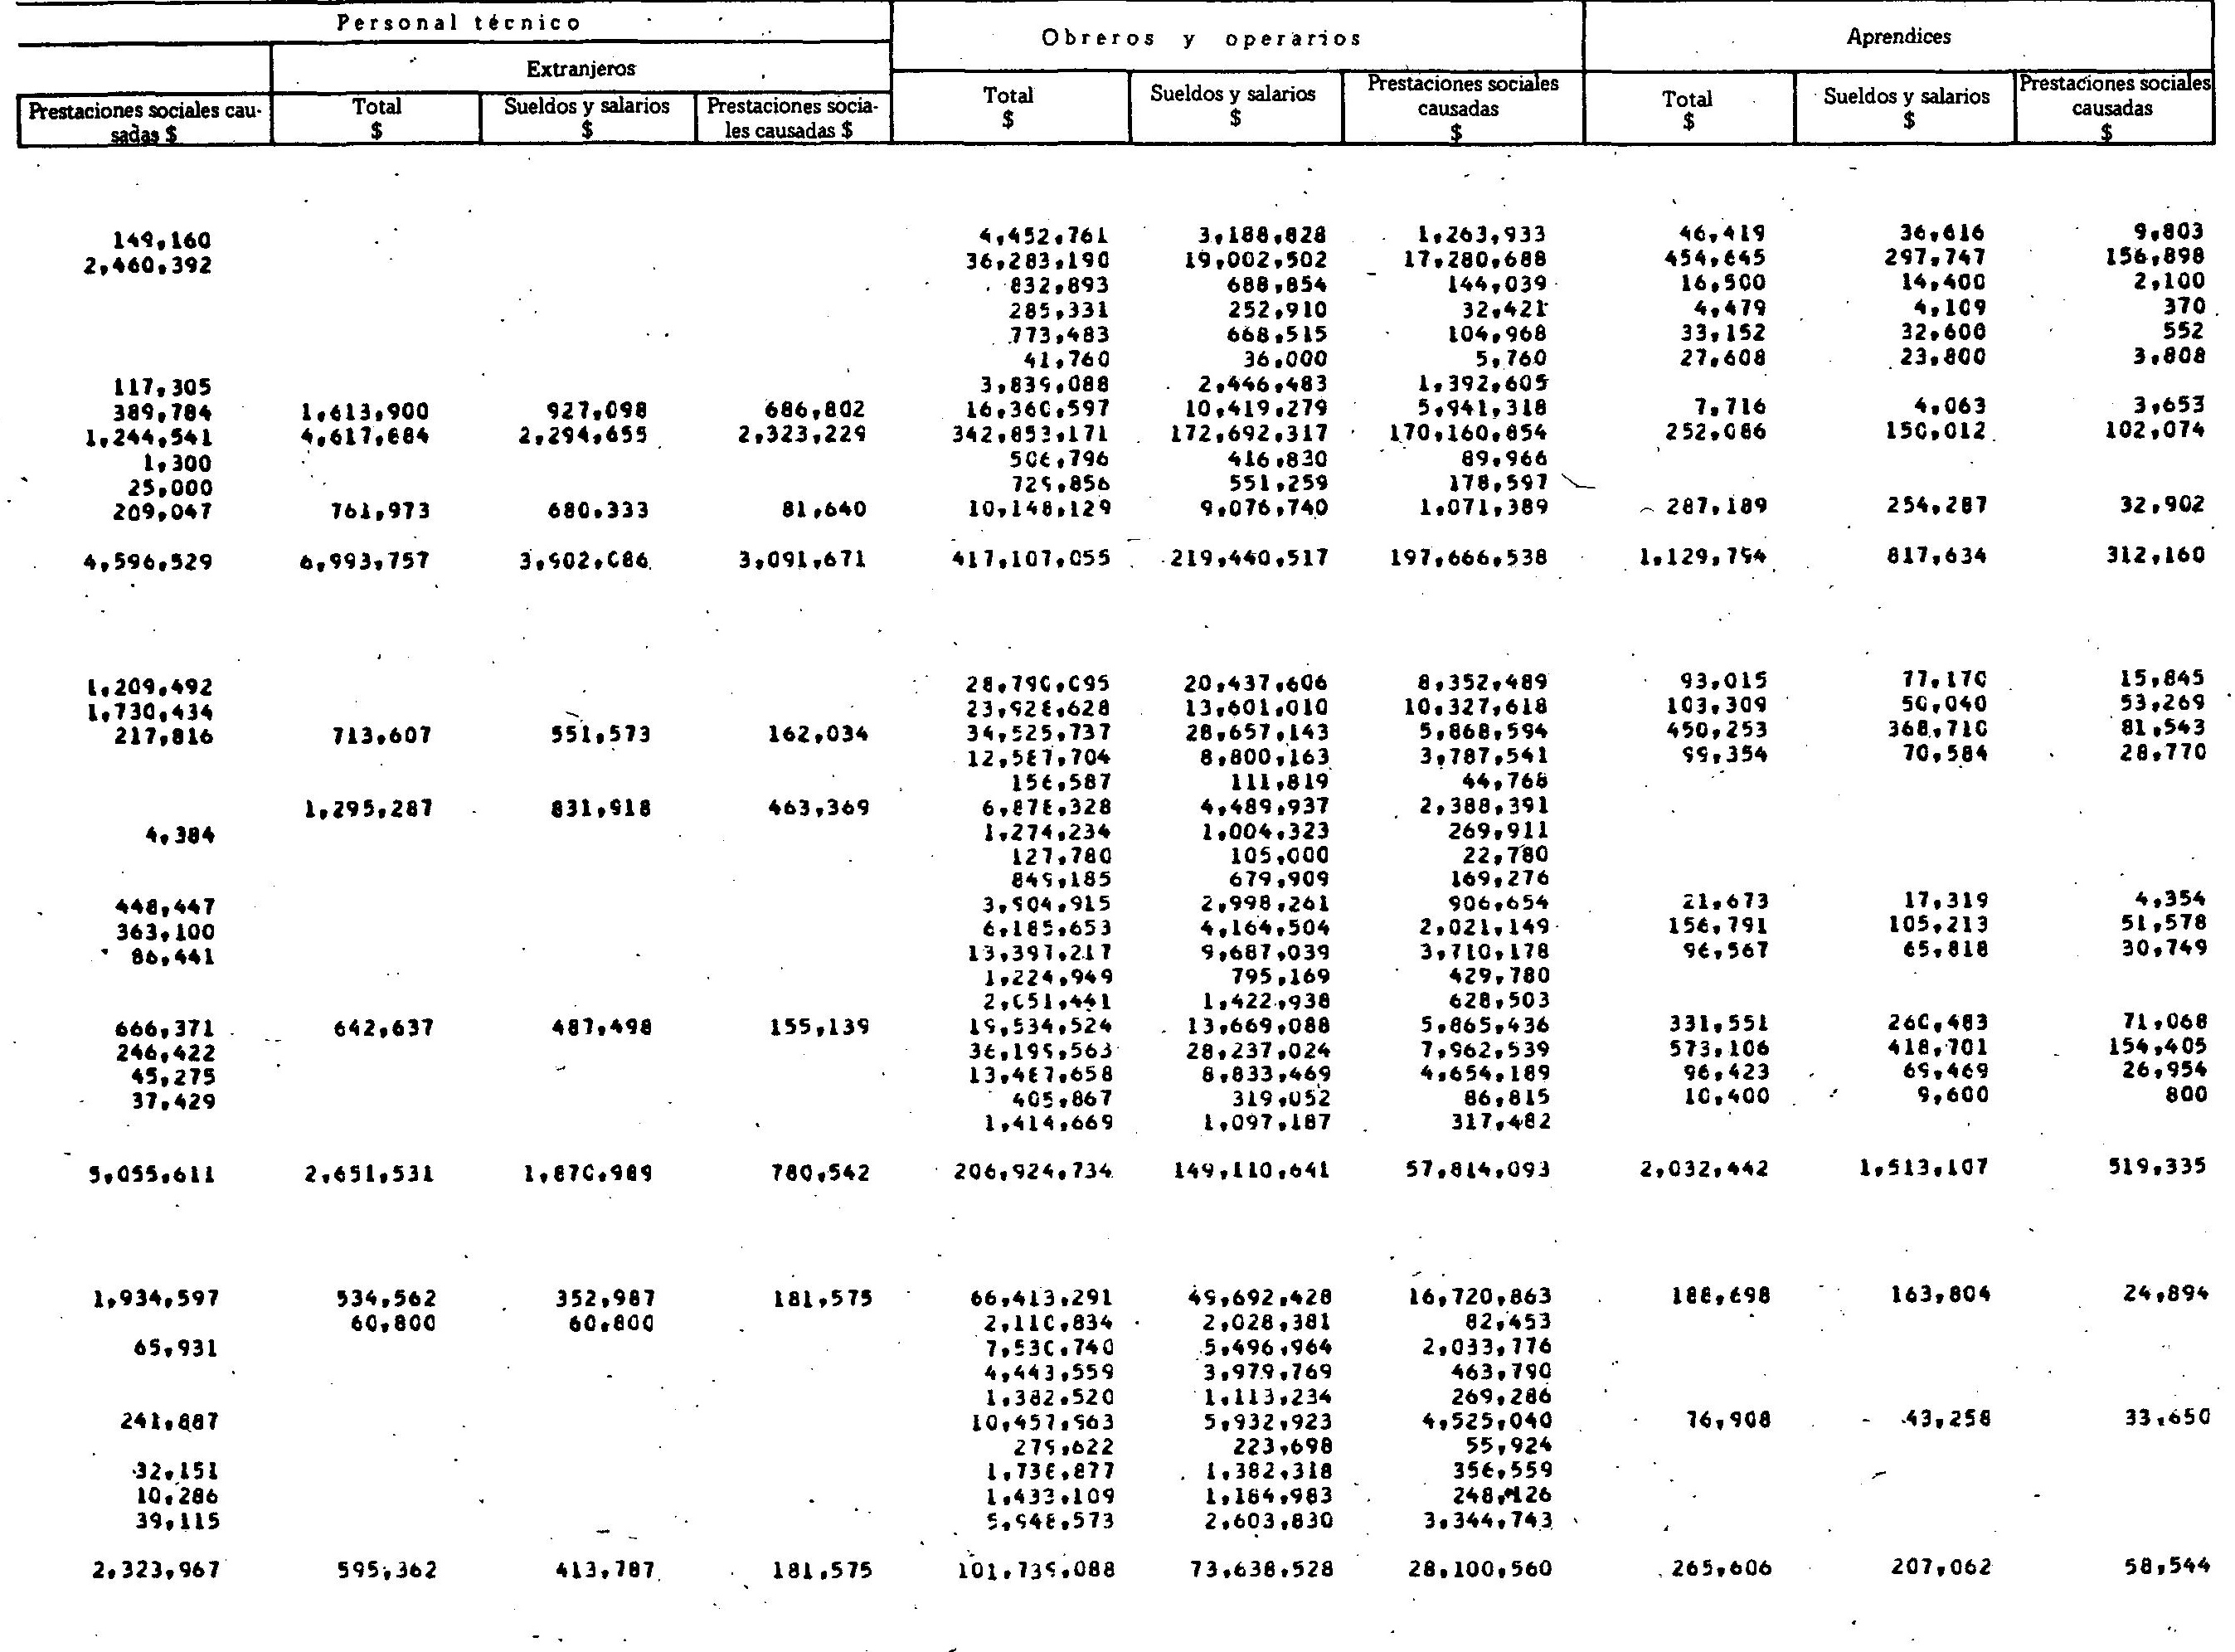 Personal técnico Obreros y operarios Aprendices
Extranjeros
Prestaciones sociales cau-
sadas $
Total
$
Sueldos y salarios
$
Prestaciones socia-
les causadas $
Total
$
Sueldos y salarios
$
Prestaciones sociales
causadas
$
Total
$
Sueldos y salarios
$
Prestaciones sociales
causadas
$
149,160 4,452,761 3,188,828 1,263,933 46,419 36,616 9,803
2,460,392 36,283,190 19,002,502 17,280,688 454,645 297,747 156,898
832,893 688,854 144,039 16,500 14,400 2,100
285,331 252,910 32,421 4,479 4,109 370
773,483 668,515 104,968 33,152 32,600 552
41,760 36,000 5,760 27,608 23,800 3,808
117,305 3,839,088 2,446,483 1,392,605
389,784 1,613,900 927,098 686,802 16,360,597 10,419,279 5,941,318 7,716 4,063 3,653
1,244,541 4,617,884 2,294,655 2,323,229 342,853,171 172,692,317 170,160,854 252,086 150,012 102,074
1,300 506,796 416,830 89,966
25,000 729,856 551,259 178,597
209,047 761,973 680,333 81,640 10,148,129 9,076,740 1,071,389 287,189 254,287 32,902
4,596,529 6,993,757 3,902,086 3,091,671 417,107,055 219,440,517 197,666,538 1,129,794 817,634 312,160
1,209,492 28,790,095 20,437,606 8,352,489 93,015 77,170 15,845
1,730,434 23,928,628 13,601,010 10,327,618 103,309 50,040 53,269
217,816 713,607 551,573 162,034 34,525,737 28,657,143 5,868,594 450,253 368,710 81,543
12,587,704 8,800,163 3,787,541 99,354 70,584 28,770
156,587 111,819 44,768
1,295,287 831,918 463,369 6,878,328 4,489,937 2,388,391
4,384 1,274,234 1,004,323 269,911
127,780 105,000 22,780
849,185 679,909 169,276
448,447 3,904,915 2,998,261 906,654 21,673 17,319 4,354
363,100 6,185,653 4,164,504 2,021,149 156,791 105,213 51,578
86,441 13,397,217 9,687,039 3,710,178 96,567 65,818 30,749
1,224,949 795,169 429,780
2,051,441 1,422,938 628,503
666,371 642,637 487,498 155,139 19,534,524 13,669,088 5,865,436 331,551 260,483 71,068
246,422 36,199,563 28,237,024 7,962,539 573,106 418,701 154,405
45,275 13,487,658 8,833,469 4,654,189 96,423 69,469 26,954
37,429 405,867 319,052 86,815 10,400 9,600 800
1,414,669 1,097,187 317,482
5,055,611 2,651,531 1,870,989 780,542 206,924,734 149,110,641 57,814,093 2,032,442 1,513,107 519,335
1,934,597 534,562 352,987 181,575 66,413,291 49,692,428 16,720,863 188,698 163,804 24,894
60,800 60,800 2,110,834 2,028,381 82,453
65,931 7,530,740 5,496,964 2,033,776
4,443,559 3,979,769 463,790
1,382,520 1,113,234 269,286
241,887 10,457,963 5,932,923 4,525,040 76,908 43,258 33,650
279,622 223,698 55,924
32,151 1,738,877 1,382,318 356,559
10,286 1,433,109 1,184,983 248,126
39,115 5,948,573 2,603,830 3,344,743
2,323,967 595,362 413,787 181,575 101,739,088 73,638,528 28,100,560 265,606 207,062 58,544